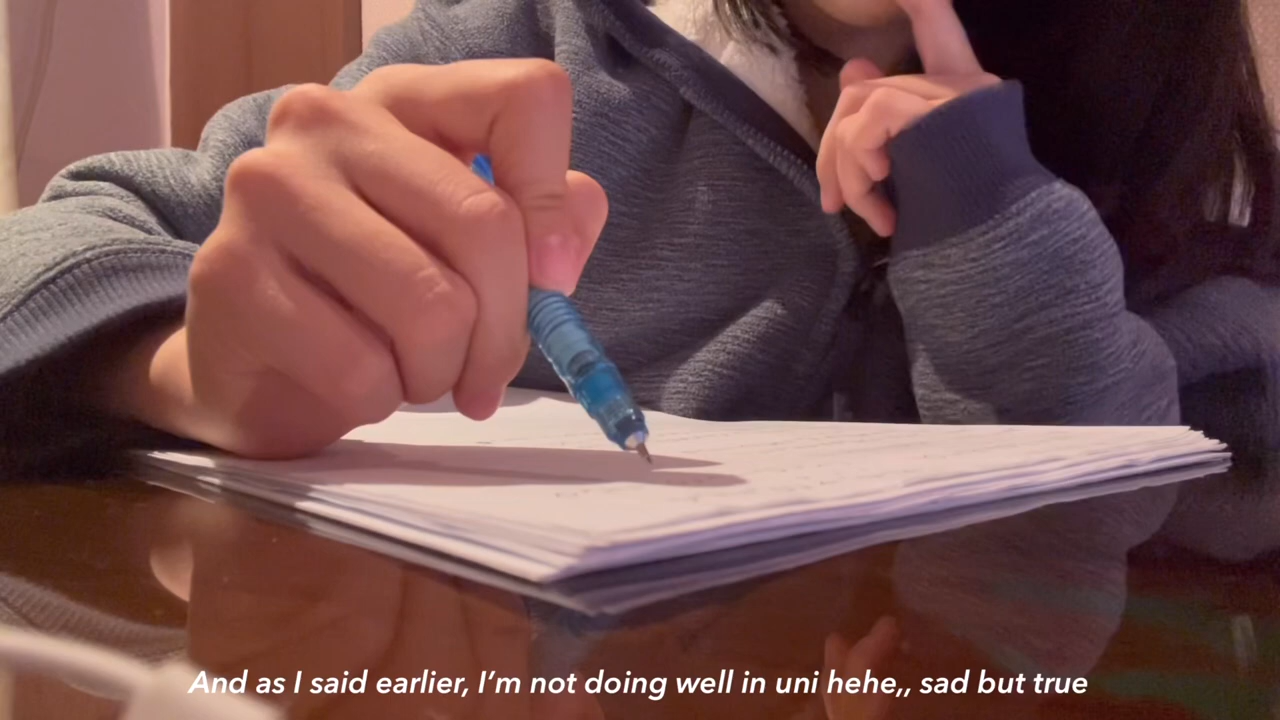 And as I said earlier, I’m not doing well in uni hehe,, sad but true